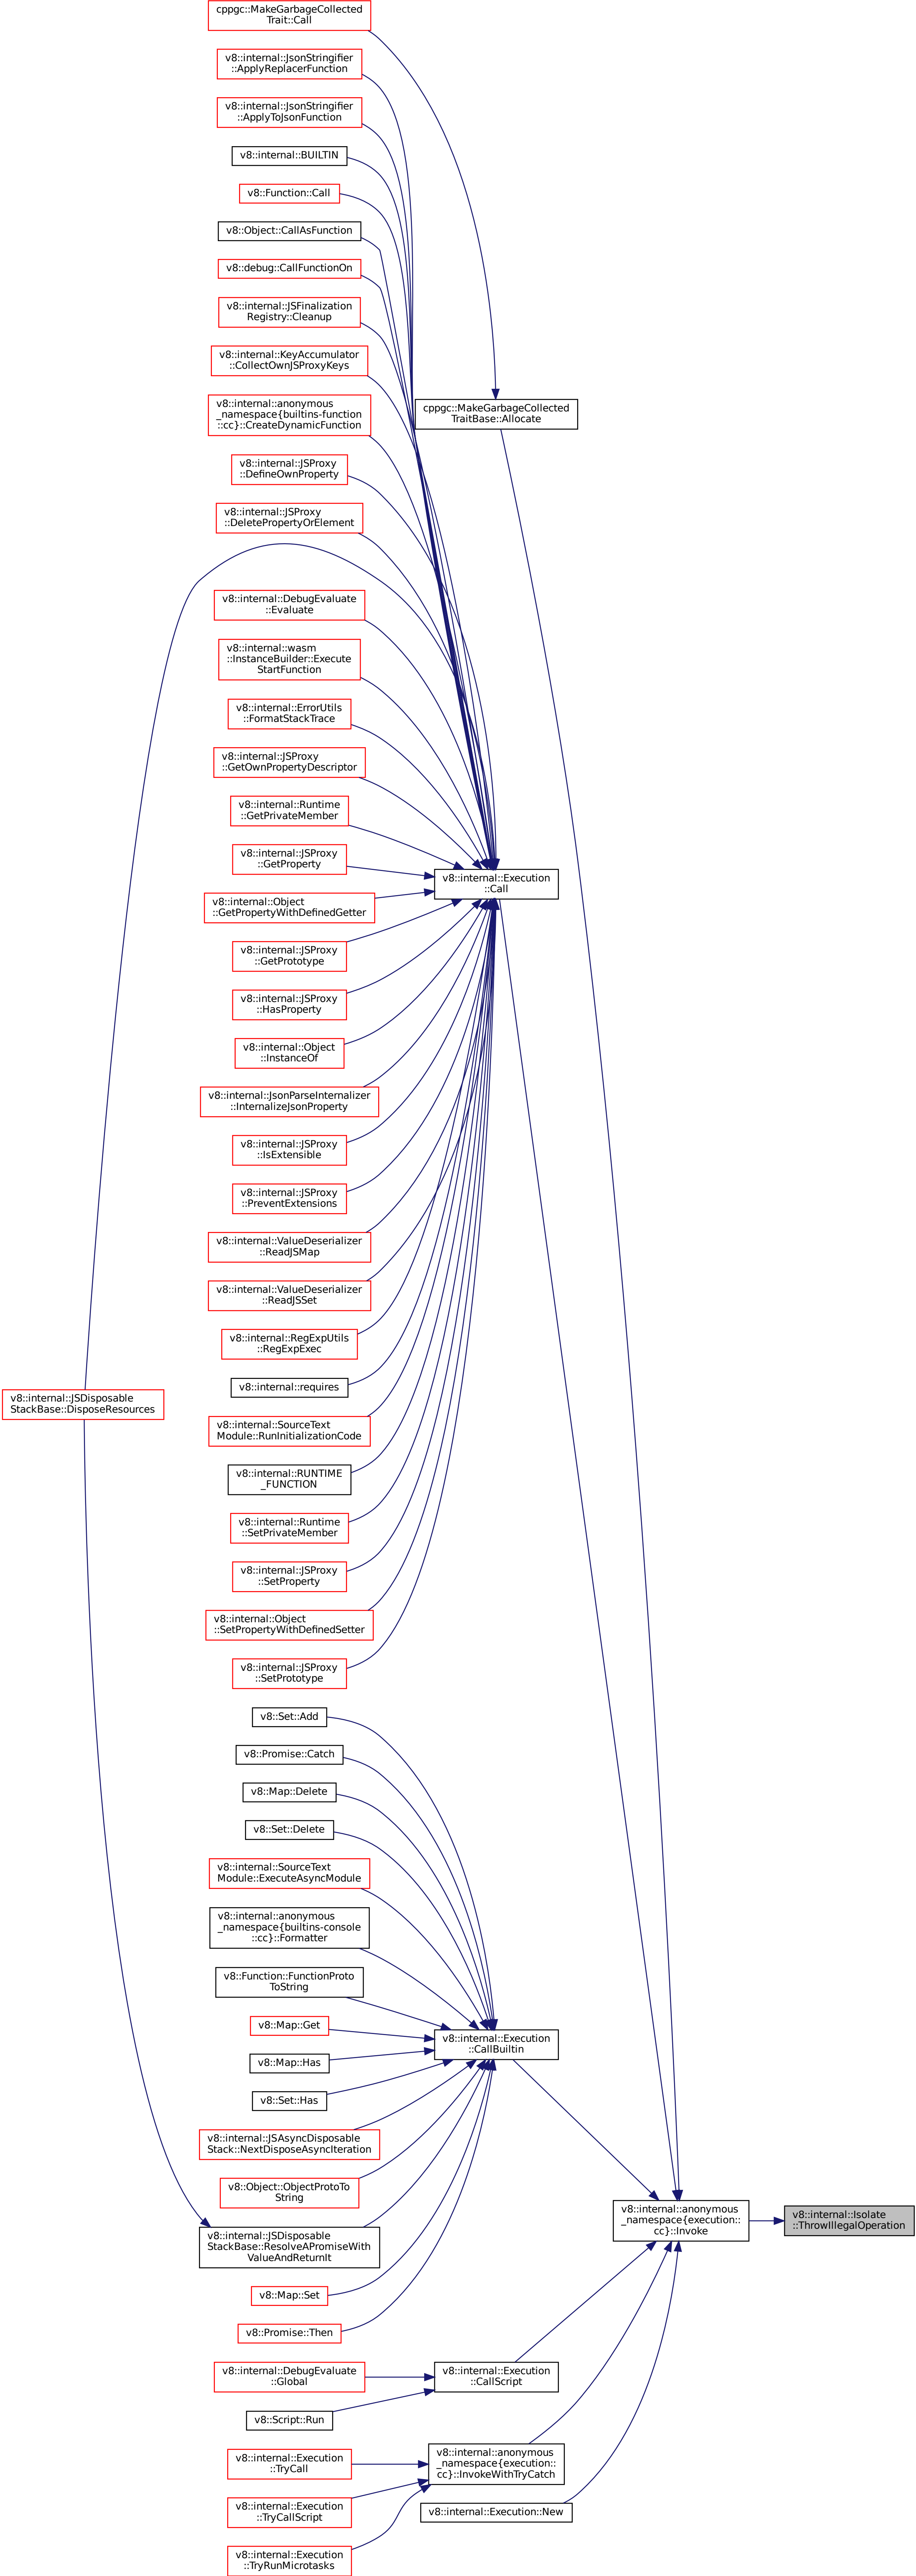 cppgc::MakeGarbageCollected
Trait::Call
v8::internal::JsonStringifier
::ApplyReplacerFunction
v8::internal::JsonStringifier
::ApplyToJsonFunction
v8::internal::BUILTIN
v8::Function::Call
v8::Object::CallAsFunction
v8::debug::CallFunctionOn
v8::internal::JSFinalization
Registry::Cleanup
v8::internal::KeyAccumulator
::CollectOwnJSProxyKeys
v8::internal::anonymous
_namespace{builtins-function
::cc}::CreateDynamicFunction
cppgc::MakeGarbageCollected
TraitBase::Allocate
v8::internal::JSProxy
::DefineOwnProperty
v8::internal::JSProxy
::DeletePropertyOrElement
v8::internal::DebugEvaluate
::Evaluate
v8::internal::wasm
::InstanceBuilder::Execute
StartFunction
v8::internal::ErrorUtils
::FormatStackTrace
v8::internal::JSProxy
::GetOwnPropertyDescriptor
v8::internal::Runtime
::GetPrivateMember
v8::internal::JSProxy
::GetProperty
v8::internal::Execution
::Call
v8::internal::Object
::GetPropertyWithDefinedGetter
v8::internal::JSProxy
::GetPrototype
v8::internal::JSProxy
::HasProperty
v8::internal::Object
::InstanceOf
v8::internal::JsonParseInternalizer
::InternalizeJsonProperty
v8::internal::JSProxy
::IsExtensible
v8::internal::JSProxy
::PreventExtensions
v8::internal::ValueDeserializer
::ReadJSMap
v8::internal::ValueDeserializer
::ReadJSSet
v8::internal::RegExpUtils
::RegExpExec
v8::internal::requires
v8::internal::JSDisposable
StackBase::DisposeResources
v8::internal::SourceText
Module::RunInitializationCode
v8::internal::RUNTIME
_FUNCTION
v8::internal::Runtime
::SetPrivateMember
v8::internal::JSProxy
::SetProperty
v8::internal::Object
::SetPropertyWithDefinedSetter
v8::internal::JSProxy
::SetPrototype
v8::Set::Add
v8::Promise::Catch
v8::Map::Delete
v8::Set::Delete
v8::internal::SourceText
Module::ExecuteAsyncModule
v8::internal::anonymous
_namespace{builtins-console
::cc}::Formatter
v8::Function::FunctionProto
ToString
v8::Map::Get
v8::internal::Execution
::CallBuiltin
v8::Map::Has
v8::Set::Has
v8::internal::JSAsyncDisposable
Stack::NextDisposeAsyncIteration
v8::Object::ObjectProtoTo
String
v8::internal::JSDisposable
StackBase::ResolveAPromiseWith
ValueAndReturnIt
v8::internal::anonymous
_namespace{execution::
cc}::Invoke
v8::internal::Isolate
::ThrowIllegalOperation
v8::Map::Set
v8::Promise::Then
v8::internal::DebugEvaluate
::Global
v8::internal::Execution
::CallScript
v8::Script::Run
v8::internal::Execution
::TryCall
v8::internal::anonymous
_namespace{execution::
cc}::InvokeWithTryCatch
v8::internal::Execution
::TryCallScript
v8::internal::Execution::New
v8::internal::Execution
::TryRunMicrotasks